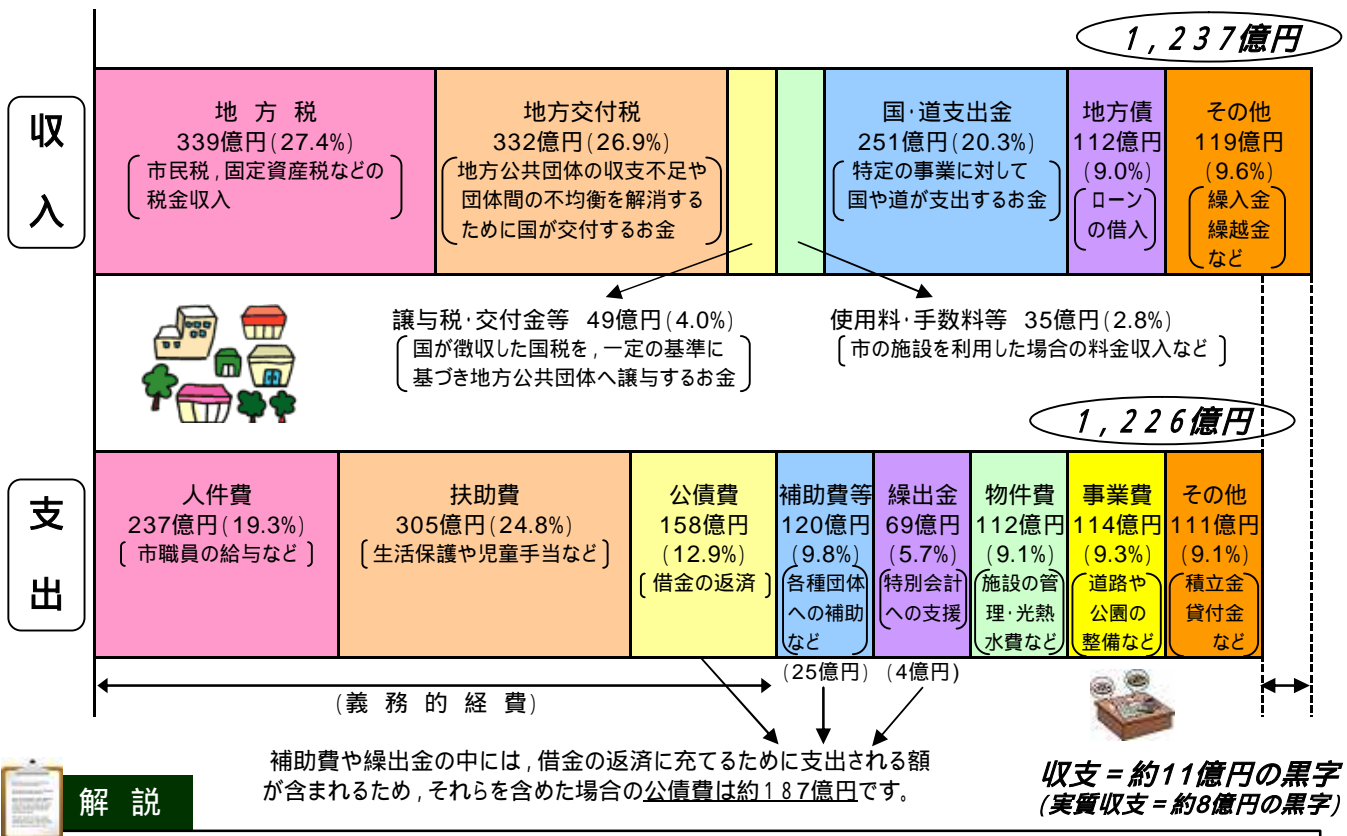 1,237億円
収入
地方税
339億円(27.4%)
市民税,固定資産税などの
税金収入
地方交付税
332億円(26.9%)
地方公共団体の収支不足や
団体間の不均衡を解消する
ために国が交付するお金
国・道支出金
251億円(20.3%)
特定の事業に対して
国や道が支出するお金
地方債
112億円
(9.0%)
ローン
の借入
その他
119億円
(9.6%)
繰入金
繰越金
など
譲与税・交付金等 49億円(4.0%)
国が徴収した国税を,一定の基準に
基づき地方公共団体へ譲与するお金
使用料・手数料等 35億円(2.8%)
市の施設を利用した場合の料金収入など
1,226億円
支出
人件費
237億円(19.3%)
市職員の給与など
扶助費
305億円(24.8%)
生活保護や児童手当など
公債費
158億円
(12.9%)
借金の返済
補助費等
120億円
(9.8%)
各種団体
への補助
など
繰出金
69億円
(5.7%)
特別会計
への支援
物件費
112億円
(9.1%)
施設の管
理・光熱
水費など
事業費
114億円
(9.3%)
道路や
公園の
整備など
その他
111億円
(9.1%)
積立金
貸付金
など
(義務的経費)
(25億円)
(4億円)
補助費や繰出金の中には,借金の返済に充てるために支出される額
が含まれるため,それらを含めた場合の公債費は約187億円です。
収支=約11億円の黒字
(実質収支=約8億円の黒字)
解説